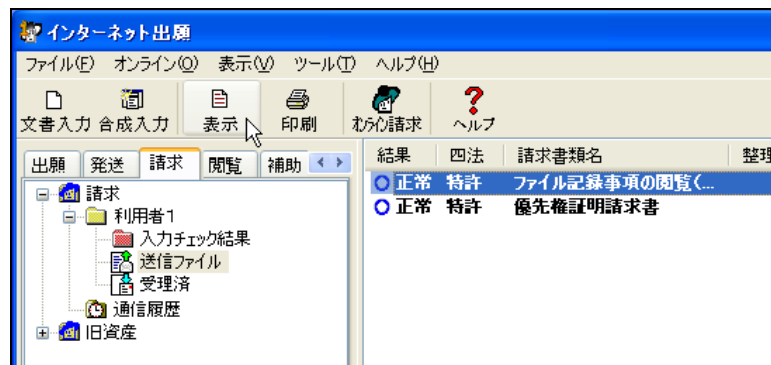 インターネット出願
ファイル(F) オンライン(O) 表示(V) ツール(T) ヘルプ(H)
文書入力 合成入力 表示 印刷 オンライン請求 ヘルプ
出願 発送 請求 閲覧 補助
請求
利用者1
入力チェック結果
送信ファイル
受理済
通信履歴
旧資産
結果 四法 請求書類名 整理
正常 特許 ファイル記録事項の閲覧(...
正常 特許 優先権証明請求書